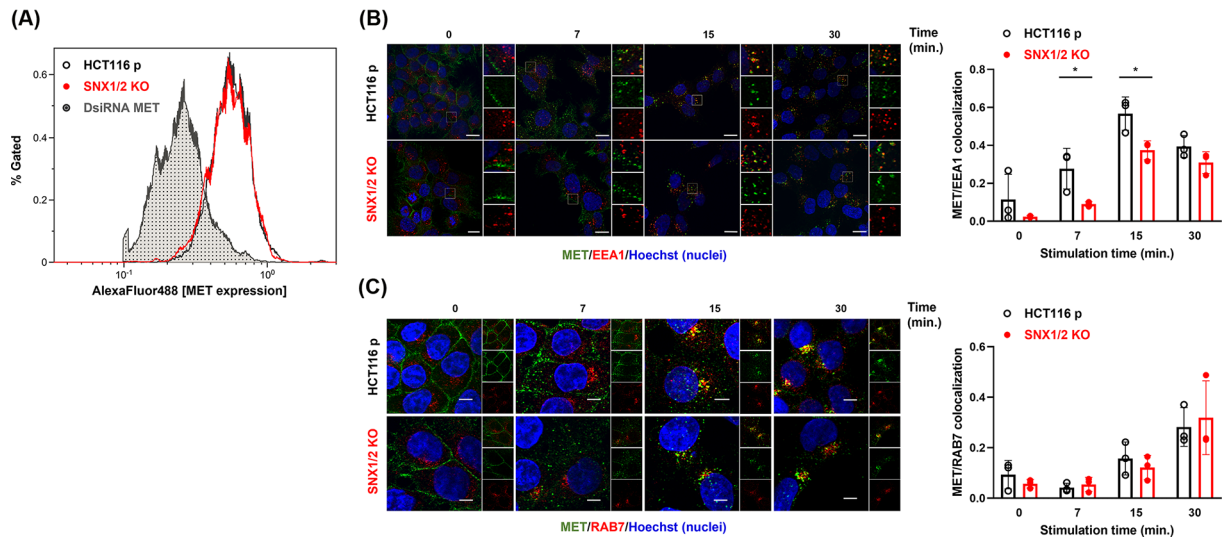 (A)
HCT116 p
SNX1/2 KO
DsiRNA MET
% Gated
0.6
0.4
0.2
0
10-1
100
AlexaFluor488 [MET expression]
(B)
0
7
15
30
Time
(min.)
HCT116 p
SNX1/2 KO
MET/EEA1/Hoechst (nuclei)
HCT116 p
SNX1/2 KO
MET/EEA1 colocalization
0.8
0.6
0.4
0.2
0.0
*
*
0
7
15
30
Stimulation time (min.)
(C)
0
7
15
30
Time
(min.)
HCT116 p
SNX1/2 KO
MET/RAB7/Hoechst (nuclei)
HCT116 p
SNX1/2 KO
MET/RAB7 colocalization
0.6
0.4
0.2
0.0
0
7
15
30
Stimulation time (min.)